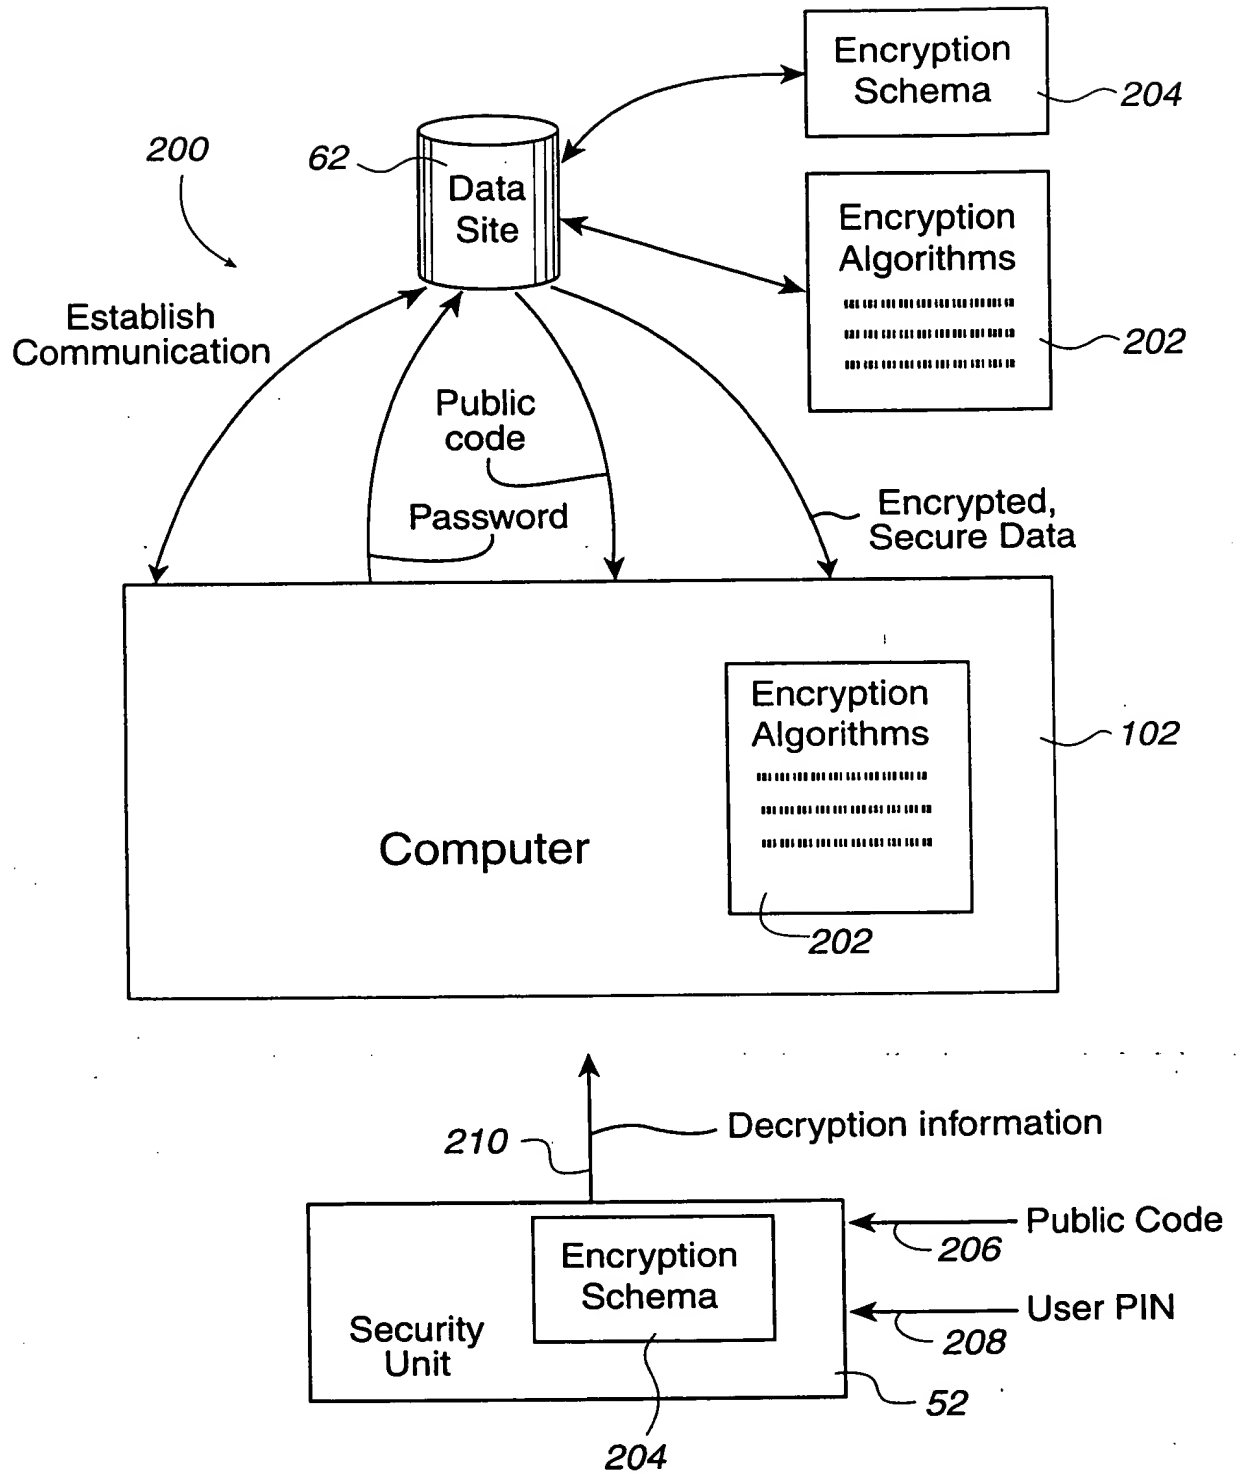 Encryption
Schema
204
200
62
Data
Site
Encryption
Algorithms
202
Establish
Communication
Public
code
Password
Encrypted,
Secure Data
Encryption
Algorithms
102
Computer
202
210
Decryption information
Public Code
206
Encryption
Schema
User PIN
208
Security
Unit
52
204